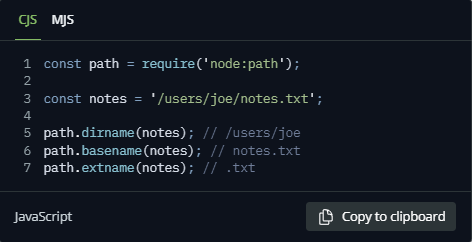 CJS MJS
1 const path = require('node:path');
2
3 const notes = '/users/joe/notes.txt';
4
5 path.dirname(notes); // /users/joe
6 path.basename(notes); // notes.txt
7 path.extname(notes); // .txt
JavaScript Copy to clipboard